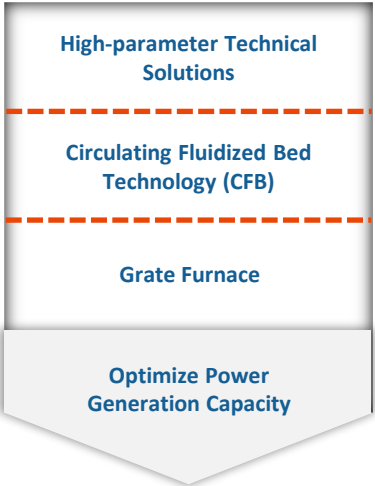 High-parameter Technical
Solutions
Circulating Fluidized Bed
Technology (CFB)
Grate Furnace
Optimize Power
Generation Capacity